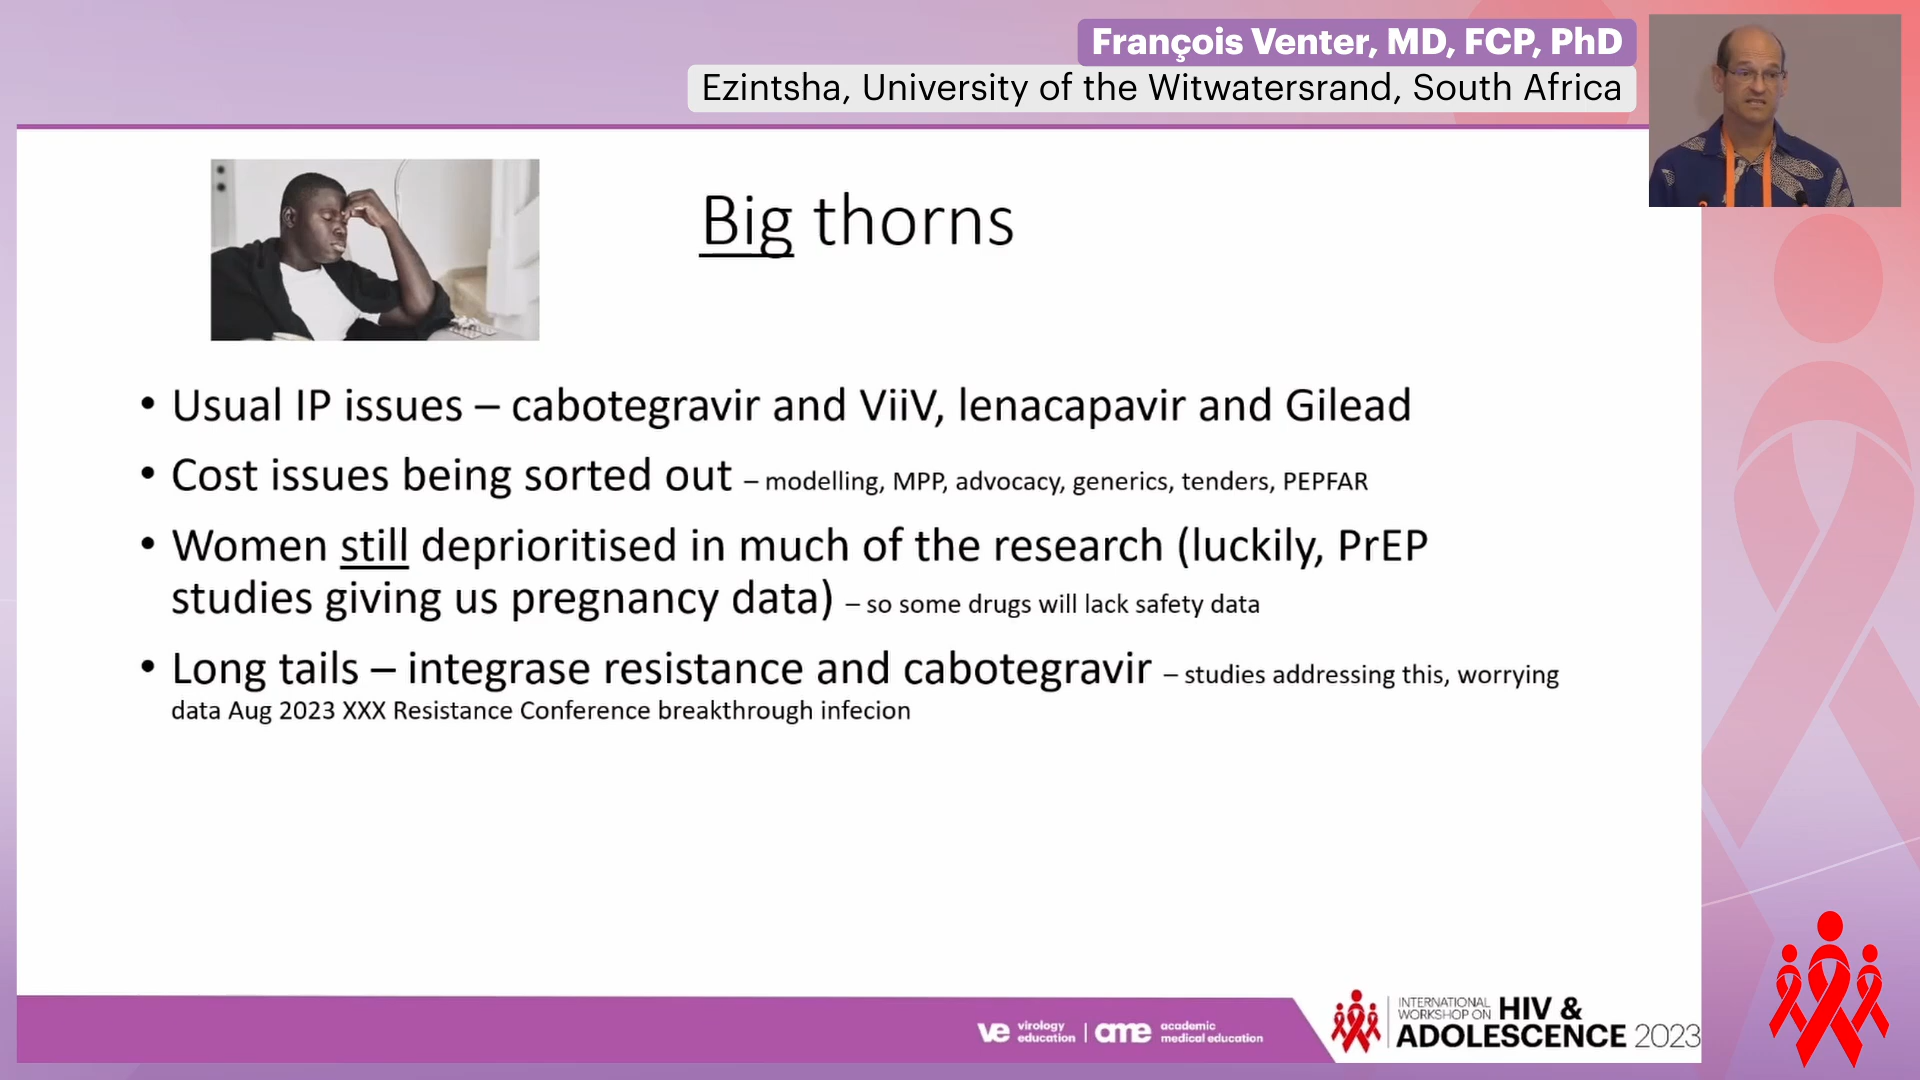 François Venter, MD, FCP, PhD
Ezintsha, University of the Witwatersrand, South Africa
Big thorns
• Usual IP issues – cabotegravir and ViiV, lenacapavir and Gilead
• Cost issues being sorted out – modelling, MPP, advocacy, generics, tenders, PEPFAR
• Women still deprioritised in much of the research (luckily, PrEP
studies giving us pregnancy data) – so some drugs will lack safety data
• Long tails – integrase resistance and cabotegravir – studies addressing this, worrying
data Aug 2023 XXX Resistance Conference breakthrough infecion
ve virology education | ame academic medical education
INTERNATIONAL WORKSHOP ON HIV &
ADOLESCENCE 2023